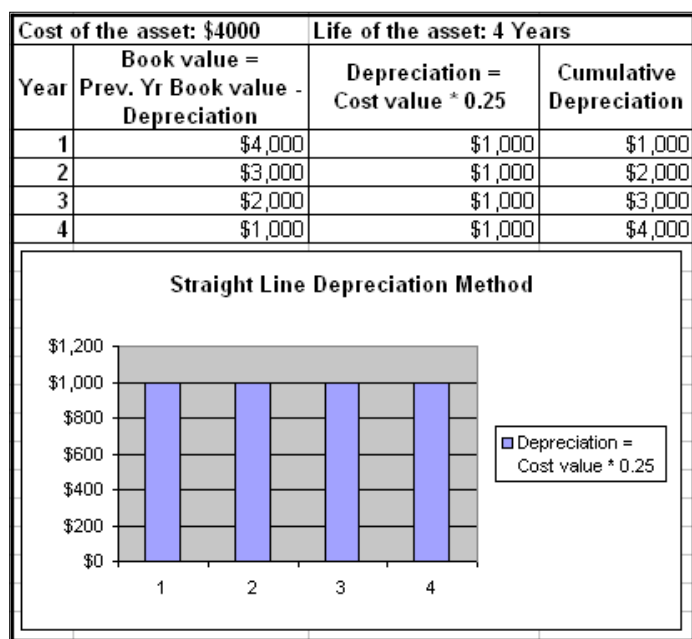 Cost of the asset: $4000 Life of the asset: 4 Years
Year
Book value =
Prev. Yr Book value -
Depreciation
Depreciation =
Cost value * 0.25
Cumulative
Depreciation
1 $4,000 $1,000 $1,000
2 $3,000 $1,000 $2,000
3 $2,000 $1,000 $3,000
4 $1,000 $1,000 $4,000
Straight Line Depreciation Method
$1,200
$1,000
$800
$600
$400
$200
$0
1 2 3 4
Depreciation =
Cost value * 0.25